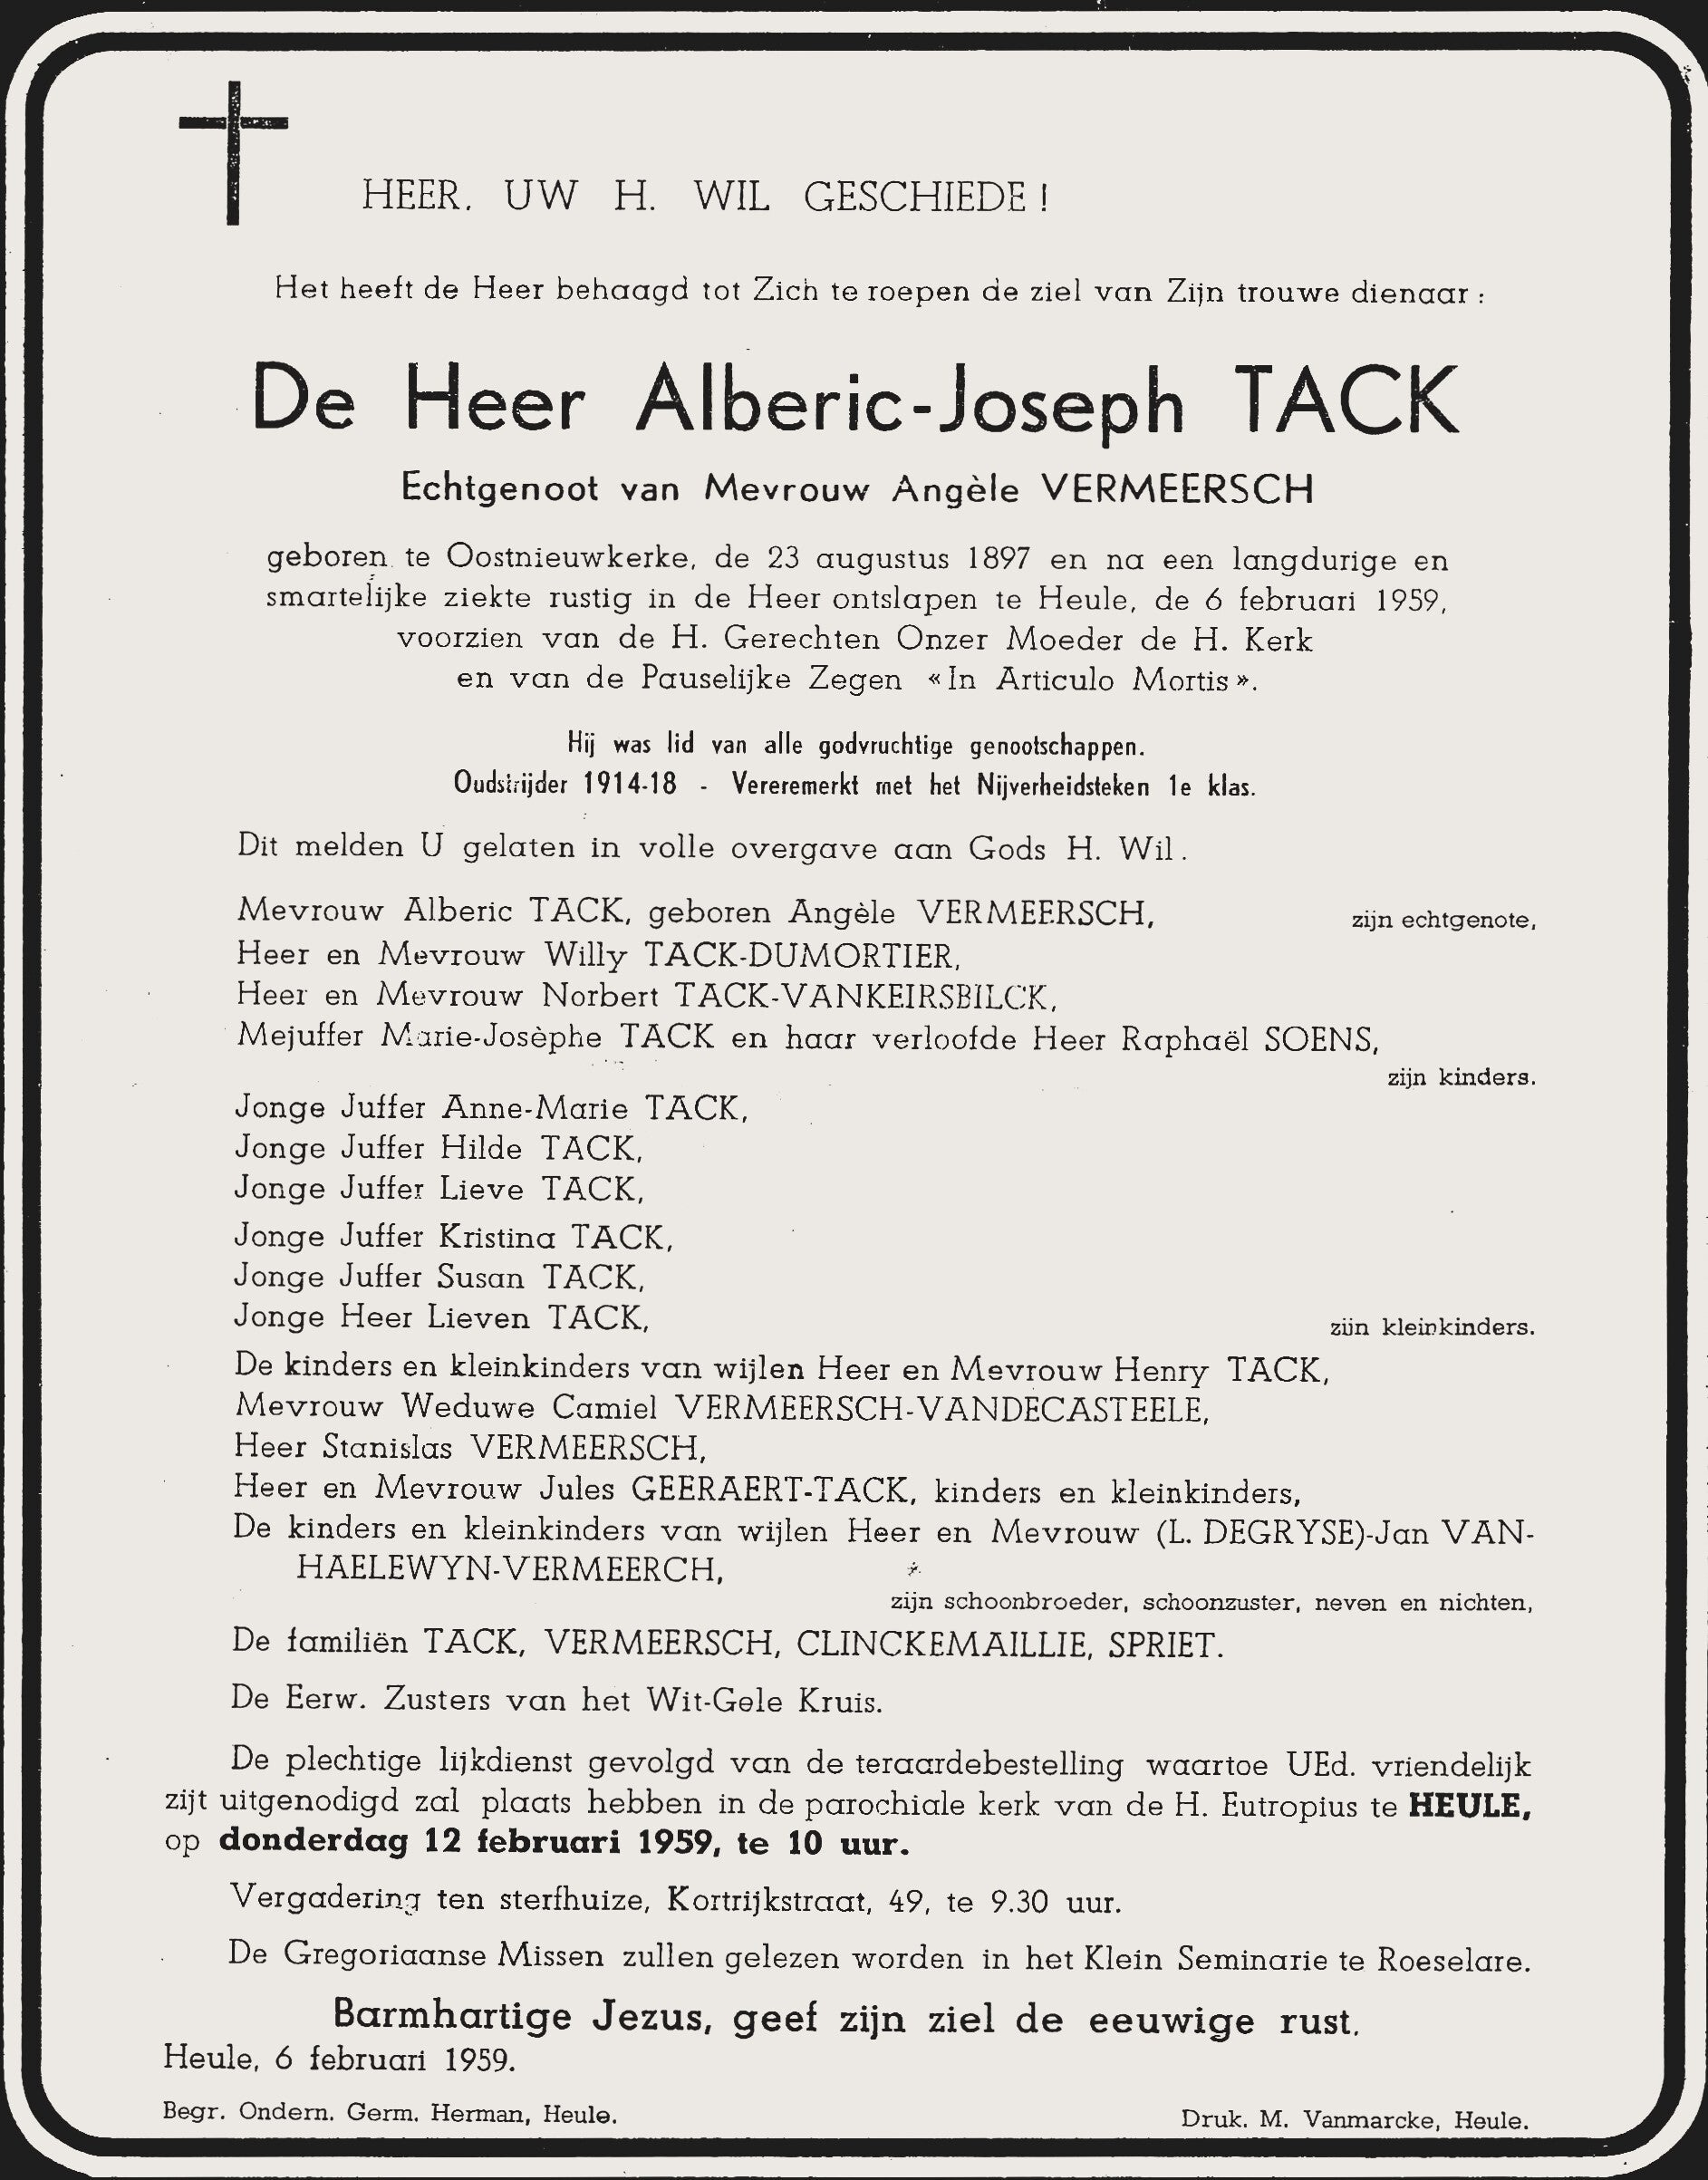 HEER. UW H. WIL GESCHIEDE !
Het heeft de Heer behaagd tot Zich te roepen de ziel van Zijn trouwe dienaar :
De Heer Alberic-Joseph TACK
Echtgenoot van Mevrouw Angèle VERMEERSCH
geboren te Oostnieuwkerke, de 23 augustus 1897 en na een langdurige en
smartelijke ziekte rustig in de Heer ontslapen te Heule, de 6 februari 1959,
voorzien van de H. Gerechten Onzer Moeder de H. Kerk
en van de Pauselijke Zegen « In Articulo Mortis ».
Hij was lid van alle godvruchtige genootschappen.
Oudstrijder 1914-18 - Vereremerkt met het Nijverheidsteken 1e klas.
Dit melden U gelaten in volle overgave aan Gods H. Wil.
Mevrouw Alberic TACK, geboren Angèle VERMEERSCH, zijn echtgenote,
Heer en Mevrouw Willy TACK-DUMORTIER,
Heer en Mevrouw Norbert TACK-VANKEIRSBILCK,
Mejuffer Marie-Josèphe TACK en haar verloofde Heer Raphaël SOENS,
zijn kinders.
Jonge Juffer Anne-Marie TACK,
Jonge Juffer Hilde TACK,
Jonge Juffer Lieve TACK,
Jonge Juffer Kristina TACK,
Jonge Juffer Susan TACK,
Jonge Heer Lieven TACK, zijn kleinkinders.
De kinders en kleinkinders van wijlen Heer en Mevrouw Henry TACK,
Mevrouw Weduwe Camiel VERMEERSCH-VANDECASTEELE,
Heer Stanislas VERMEERSCH,
Heer en Mevrouw Jules GEERAERT-TACK, kinders en kleinkinders,
De kinders en kleinkinders van wijlen Heer en Mevrouw (L. DEGRYSE)-Jan VAN-
HAELEWYN-VERMEERCH,
zijn schoonbroeder, schoonzuster, neven en nichten,
De familiën TACK, VERMEERSCH, CLINCKEMAILLIE, SPRIET.
De Eerw. Zusters van het Wit-Gele Kruis.
De plechtige lijkdienst gevolgd van de teraardebestelling waartoe UEd. vriendelijk
zijt uitgenodigd zal plaats hebben in de parochiale kerk van de H. Eutropius te HEULE,
op donderdag 12 februari 1959, te 10 uur.
Vergadering ten sterfhuize, Kortrijkstraat, 49, te 9.30 uur.
De Gregoriaanse Missen zullen gelezen worden in het Klein Seminarie te Roeselare.
Barmhartige Jezus, geef zijn ziel de eeuwige rust.
Heule, 6 februari 1959.
Begr. Ondern. Germ. Herman, Heule.
Druk. M. Vanmarcke, Heule.